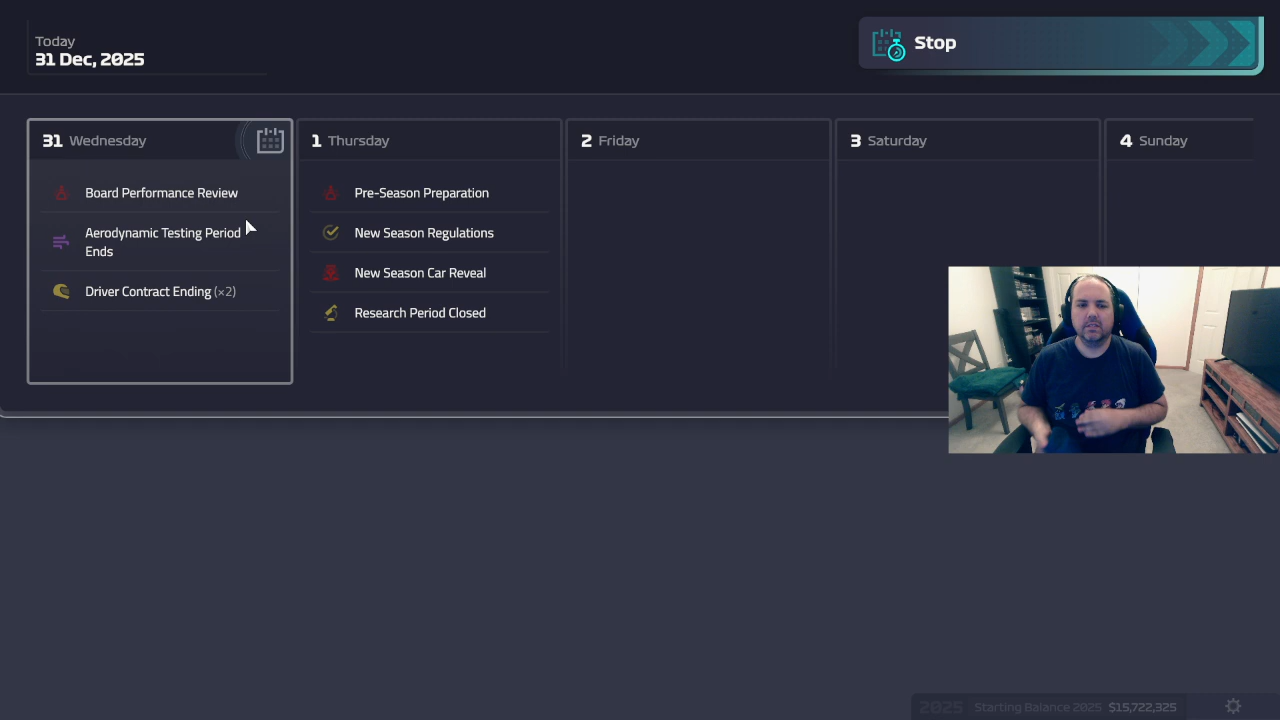 Today
31 Dec, 2025
Stop
31 Wednesday
1 Thursday
2 Friday
3 Saturday
4 Sunday
Board Performance Review
Aerodynamic Testing Period
Ends
Driver Contract Ending (×2)
Pre-Season Preparation
New Season Regulations
New Season Car Reveal
Research Period Closed
2025 Starting Balance 2025 $15,722,325